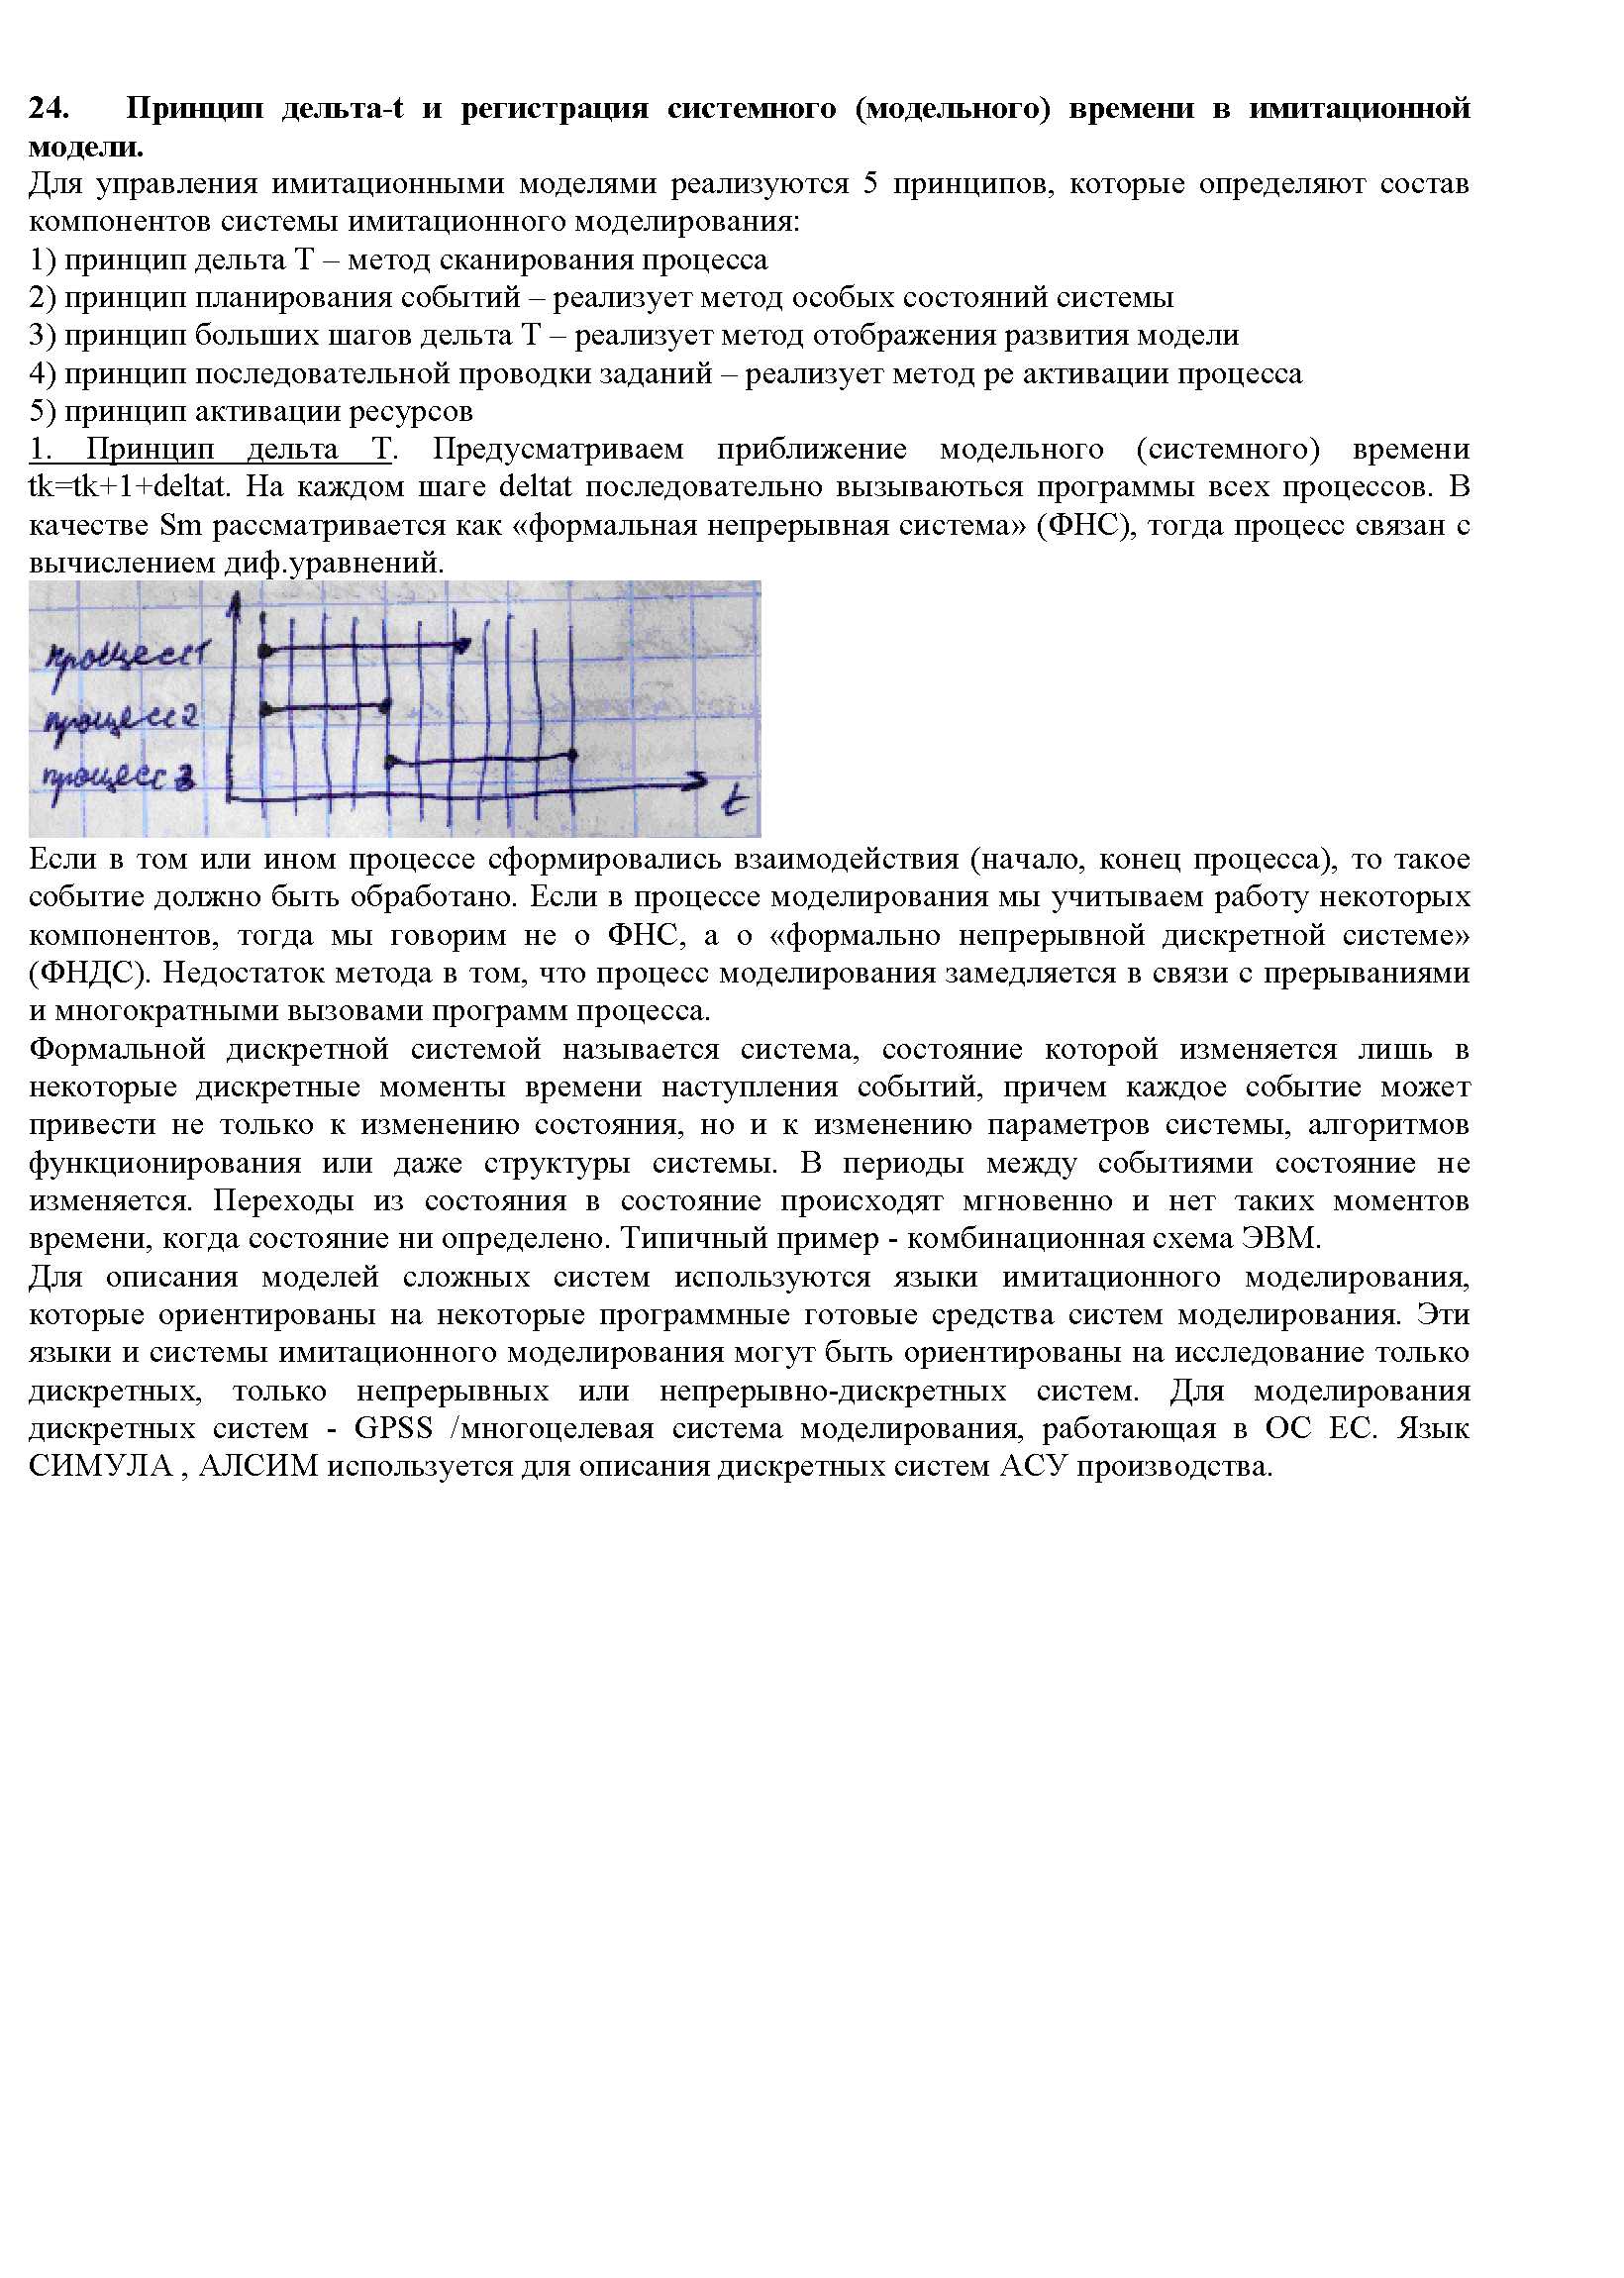 24. Принцип дельта-t и регистрация системного (модельного) времени в имитационной
модели.
Для управления имитационными моделями реализуются 5 принципов, которые определяют состав
компонентов системы имитационного моделирования:
1) принцип дельта Т – метод сканирования процесса
2) принцип планирования событий – реализует метод особых состояний системы
3) принцип больших шагов дельта Т – реализует метод отображения развития модели
4) принцип последовательной проводки заданий – реализует метод ре активации процесса
5) принцип активации ресурсов
1. Принцип дельта Т. Предусматриваем приближение модельного (системного) времени
tk=tk+1+deltat. На каждом шаге deltat последовательно вызываються программы всех процессов. В
качестве Sm рассматривается как «формальная непрерывная система» (ФНС), тогда процесс связан с
вычислением диф.уравнений.
процесс1
процесс2
процесс 3
t
Если в том или ином процессе сформировались взаимодействия (начало, конец процесса), то такое
событие должно быть обработано. Если в процессе моделирования мы учитываем работу некоторых
компонентов, тогда мы говорим не о ФНС, а о «формально непрерывной дискретной системе»
(ФНДС). Недостаток метода в том, что процесс моделирования замедляется в связи с прерываниями
и многократными вызовами программ процесса.
Формальной дискретной системой называется система, состояние которой изменяется лишь в
некоторые дискретные моменты времени наступления событий, причем каждое событие может
привести не только к изменению состояния, но и к изменению параметров системы, алгоритмов
функционирования или даже структуры системы. В периоды между событиями состояние не
изменяется. Переходы из состояния в состояние происходят мгновенно и нет таких моментов
времени, когда состояние ни определено. Типичный пример - комбинационная схема ЭВМ.
Для описания моделей сложных систем используются языки имитационного моделирования,
которые ориентированы на некоторые программные готовые средства систем моделирования. Эти
языки и системы имитационного моделирования могут быть ориентированы на исследование только
дискретных, только непрерывных или непрерывно-дискретных систем. Для моделирования
дискретных систем - GPSS /многоцелевая система моделирования, работающая в ОС ЕС. Язык
СИМУЛА , АЛСИМ используется для описания дискретных систем АСУ производства.